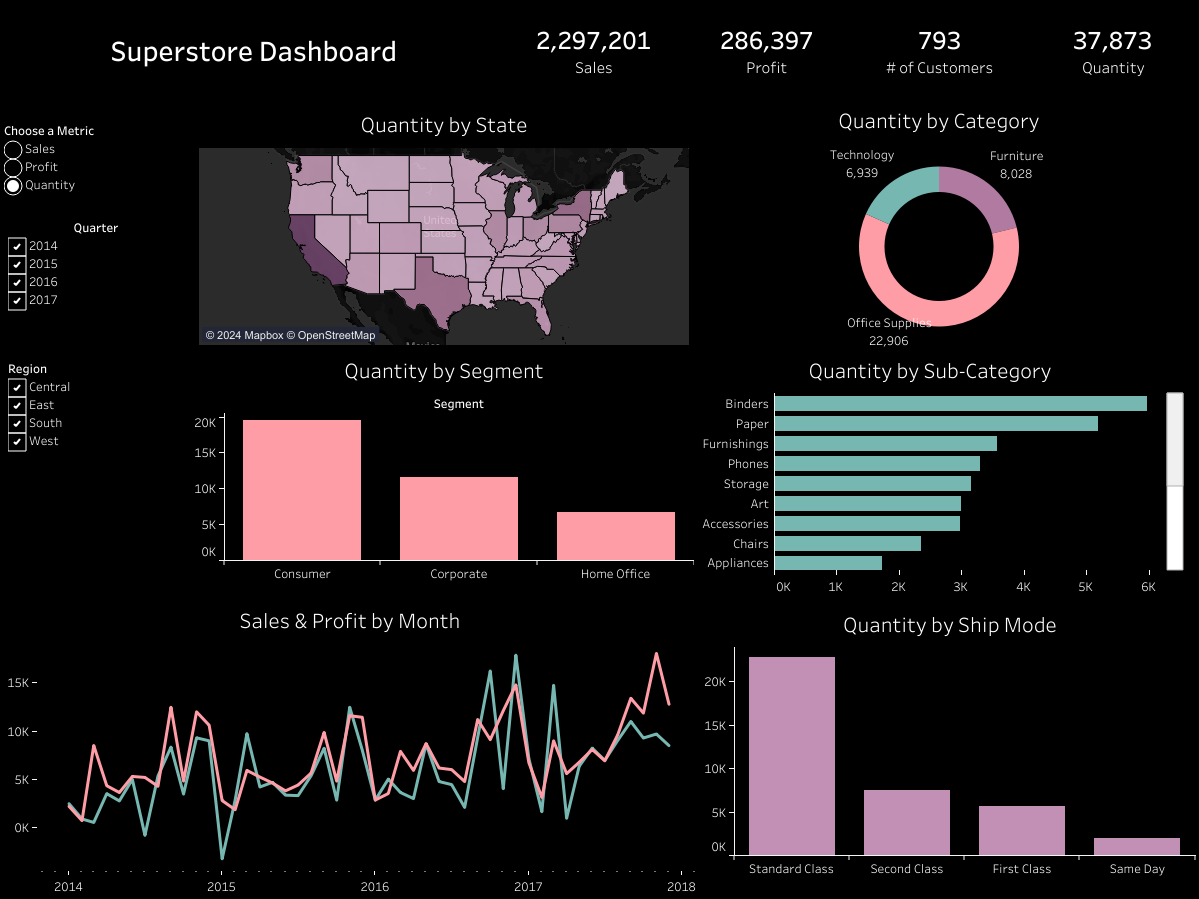 Superstore Dashboard
2,297,201
Sales
286,397
Profit
793
# of Customers
37,873
Quantity
Choose a Metric
Sales
Profit
Quantity
Quarter
2014
2015
2016
2017
Region
Central
East
South
West
Quantity by State
United
States
© 2024 Mapbox © OpenStreetMap
Mexico
Quantity by Category
Technology
6,939
Furniture
8,028
Office Supplies
22,906
Quantity by Segment
Segment
20K
15K
10K
5K
0K
Consumer
Corporate
Home Office
Quantity by Sub-Category
Binders
Paper
Furnishings
Phones
Storage
Art
Accessories
Chairs
Appliances
0K
1K
2K
3K
4K
5K
6K
Sales & Profit by Month
15K
10K
5K
0K
2014
2015
2016
2017
2018
Quantity by Ship Mode
20K
15K
10K
5K
0K
Standard Class
Second Class
First Class
Same Day